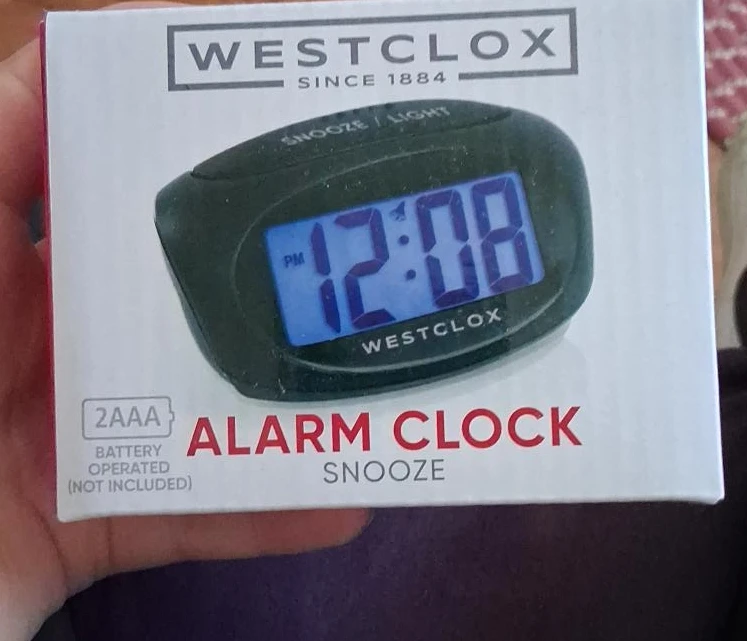 WESTCLOX
SINCE 1884
SNOOZE / LIGHT
PM 12:08
WESTCLOX
2AAA
BATTERY
OPERATED
(NOT INCLUDED)
ALARM CLOCK
SNOOZE